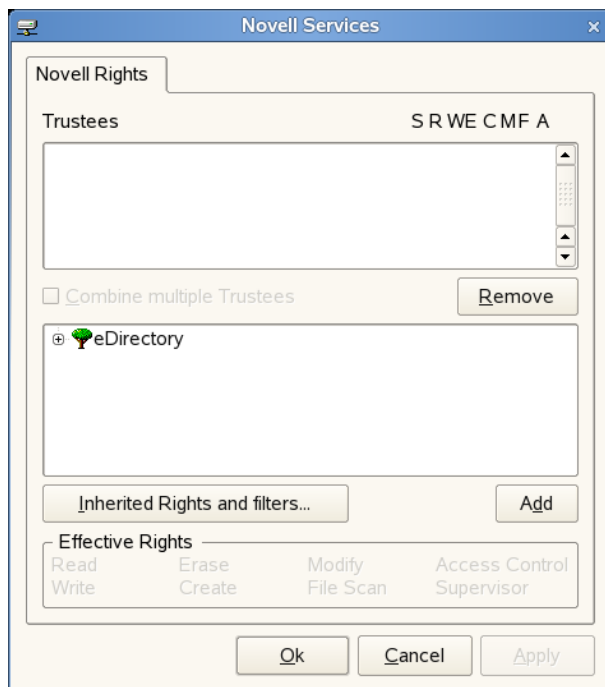 Novell Services
Novell Rights
Trustees S R WE C MF A
Combine multiple Trustees
Remove
eDirectory
Inherited Rights and filters...
Add
Effective Rights
Read Erase Modify Access Control
Write Create File Scan Supervisor
Ok Cancel Apply